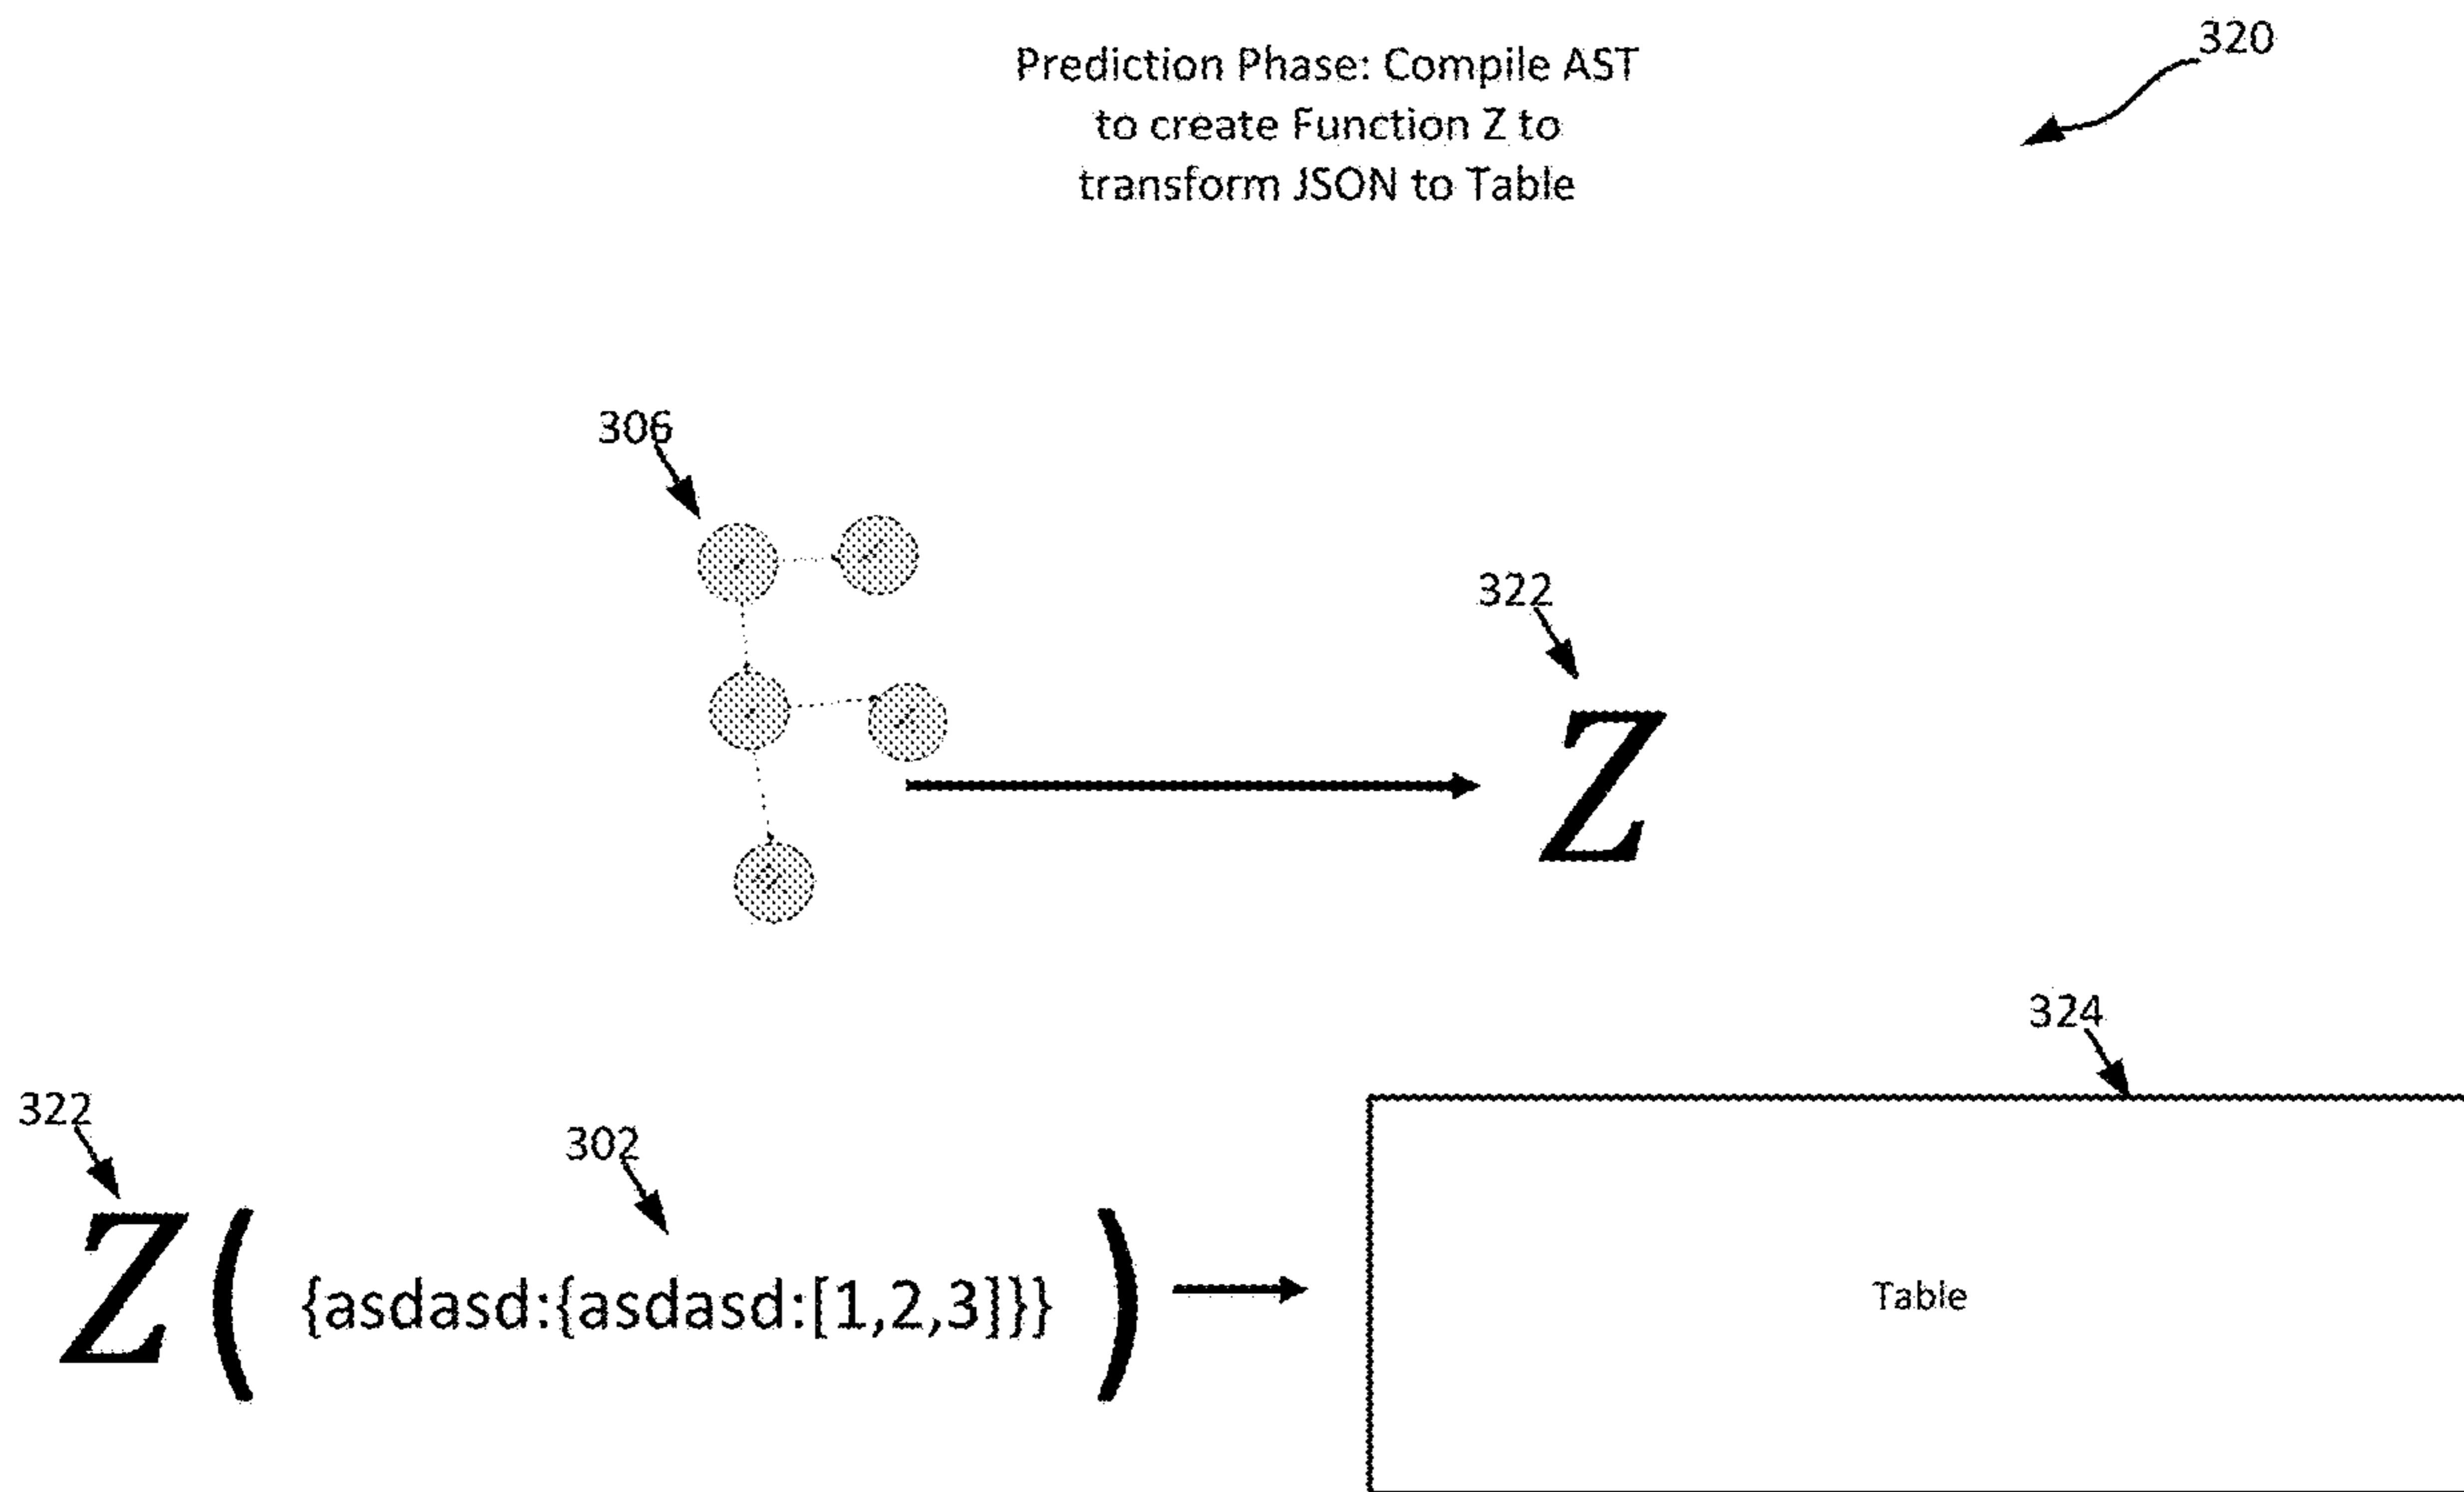 320
Prediction Phase: Compile AST
to create Function Z to
transform JSON to Table
306
322
Z
324
322
302
Z ( {asdasd:{asdasd:[1,2,3]}} )
Table